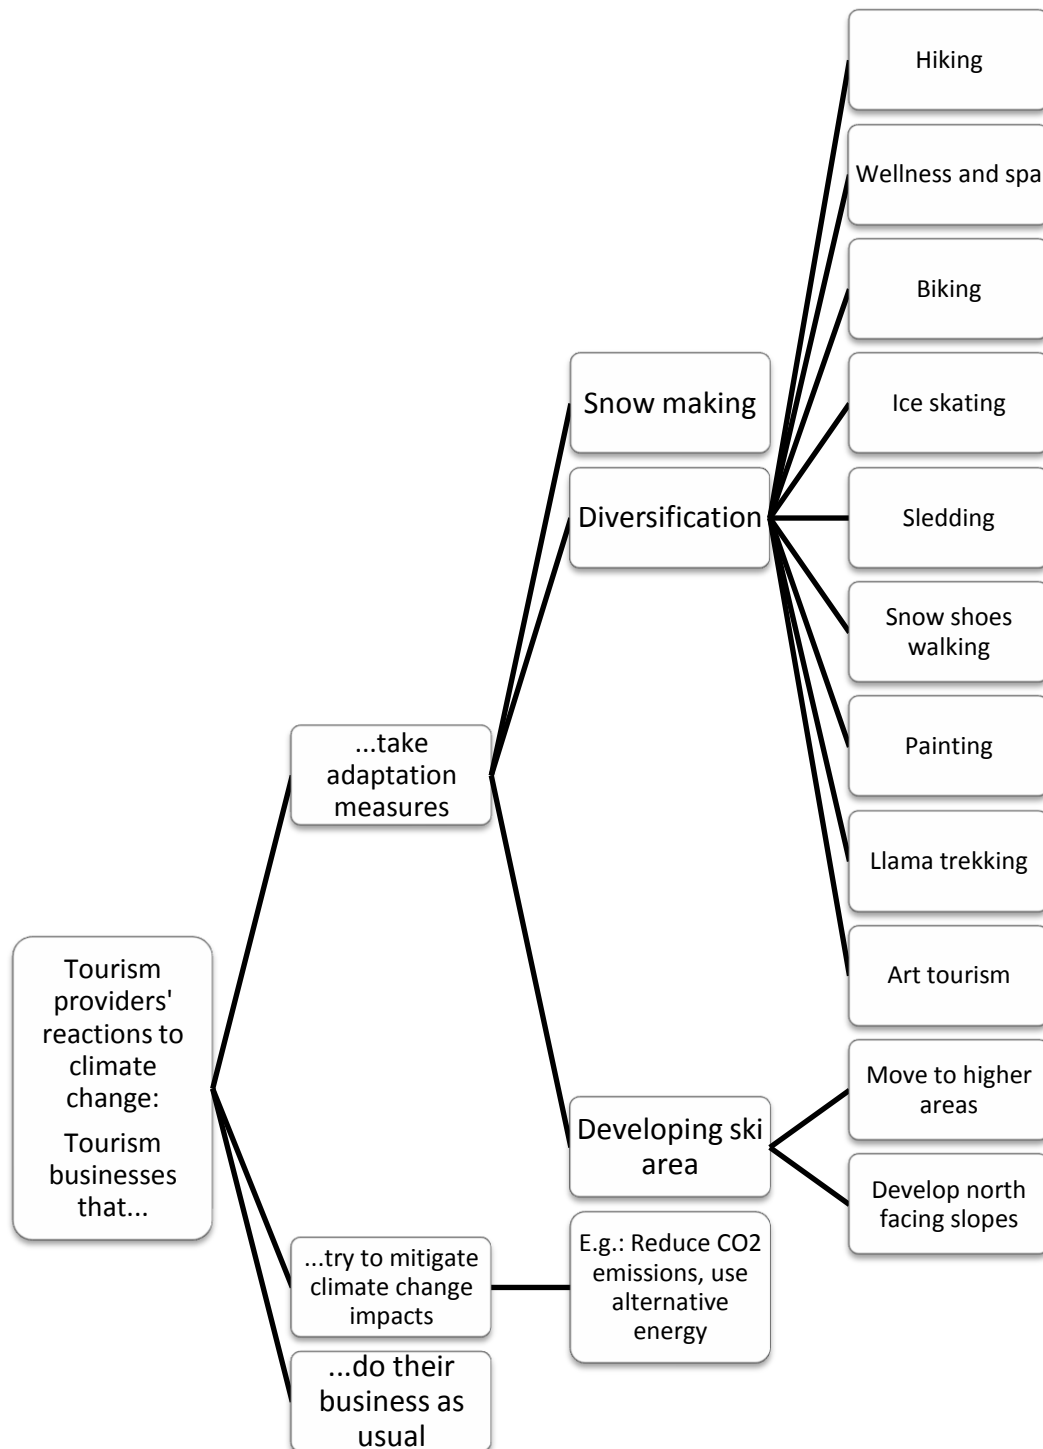 Tourism
providers'
reactions to
climate
change:
Tourism
businesses
that...
...take
adaptation
measures
Snow making
Diversification
Hiking
Wellness and spa
Biking
Ice skating
Sledding
Snow shoes
walking
Painting
Llama trekking
Art tourism
Developing ski
area
Move to higher
areas
Develop north
facing slopes
...try to mitigate
climate change
impacts
E.g.: Reduce CO2
emissions, use
alternative
energy
...do their
business as
usual